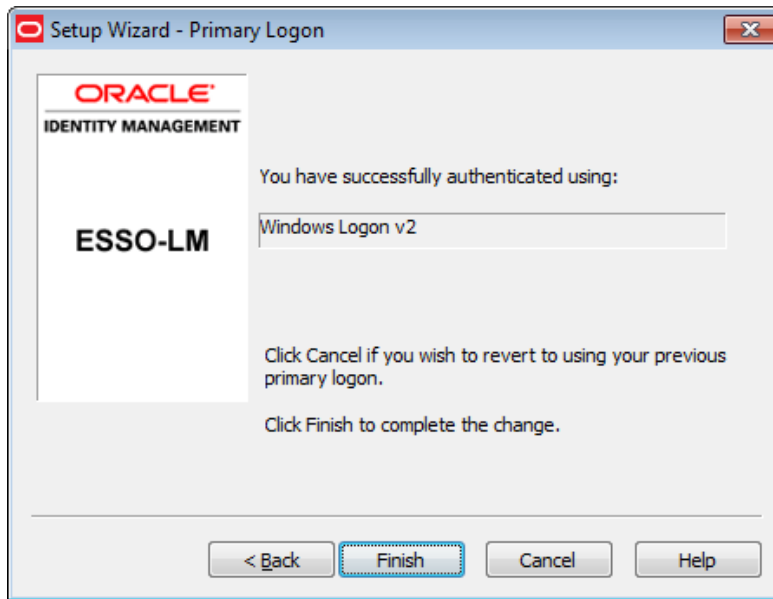 Setup Wizard - Primary Logon
ORACLE®
IDENTITY MANAGEMENT
ESSO-LM
You have successfully authenticated using:
Windows Logon v2
Click Cancel if you wish to revert to using your previous
primary logon.
Click Finish to complete the change.
< Back
Finish
Cancel
Help